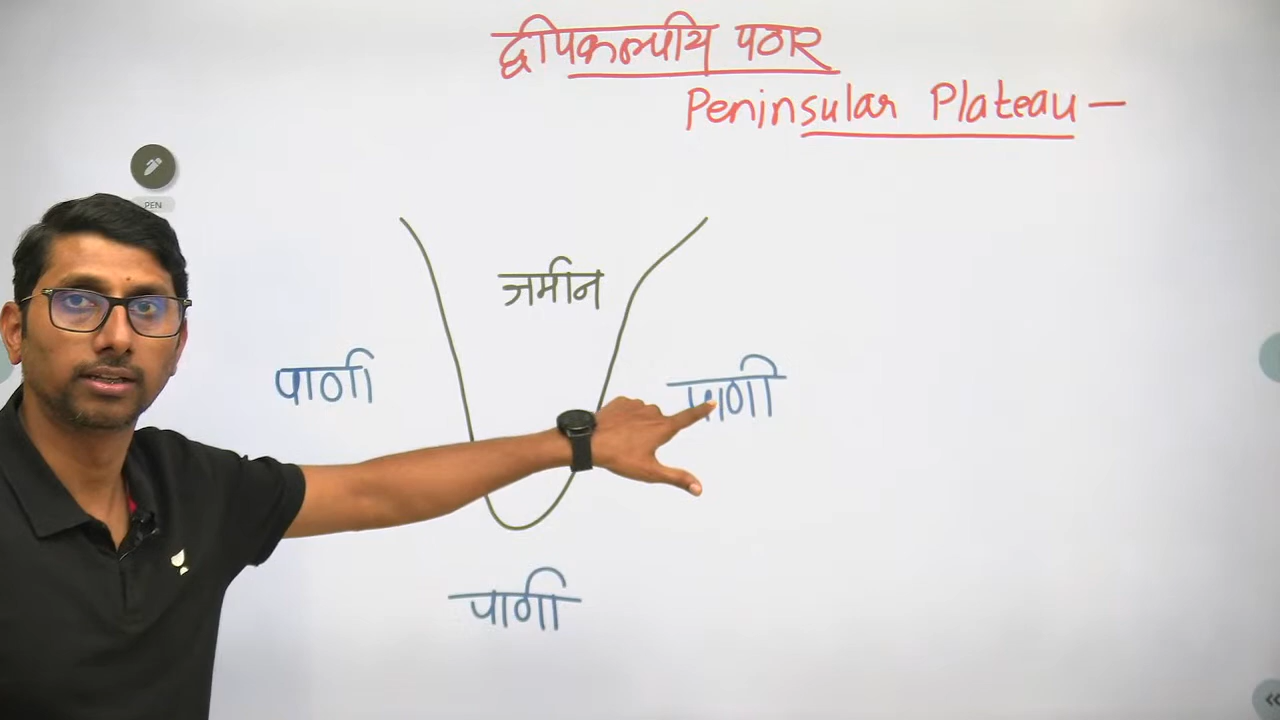 द्वीपकल्पीय पठार
Peninsular Plateau —
PEN
जमीन
पाणी
पाणी
पाणी